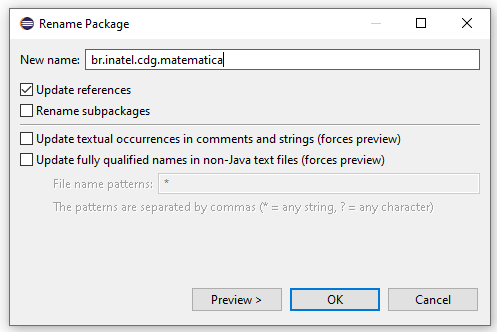 Rename Package
New name: br.inatel.cdg.matematica
Update references
Rename subpackages
Update textual occurrences in comments and strings (forces preview)
Update fully qualified names in non-Java text files (forces preview)
File name patterns: *
The patterns are separated by commas (* = any string, ? = any character)
Preview > OK Cancel